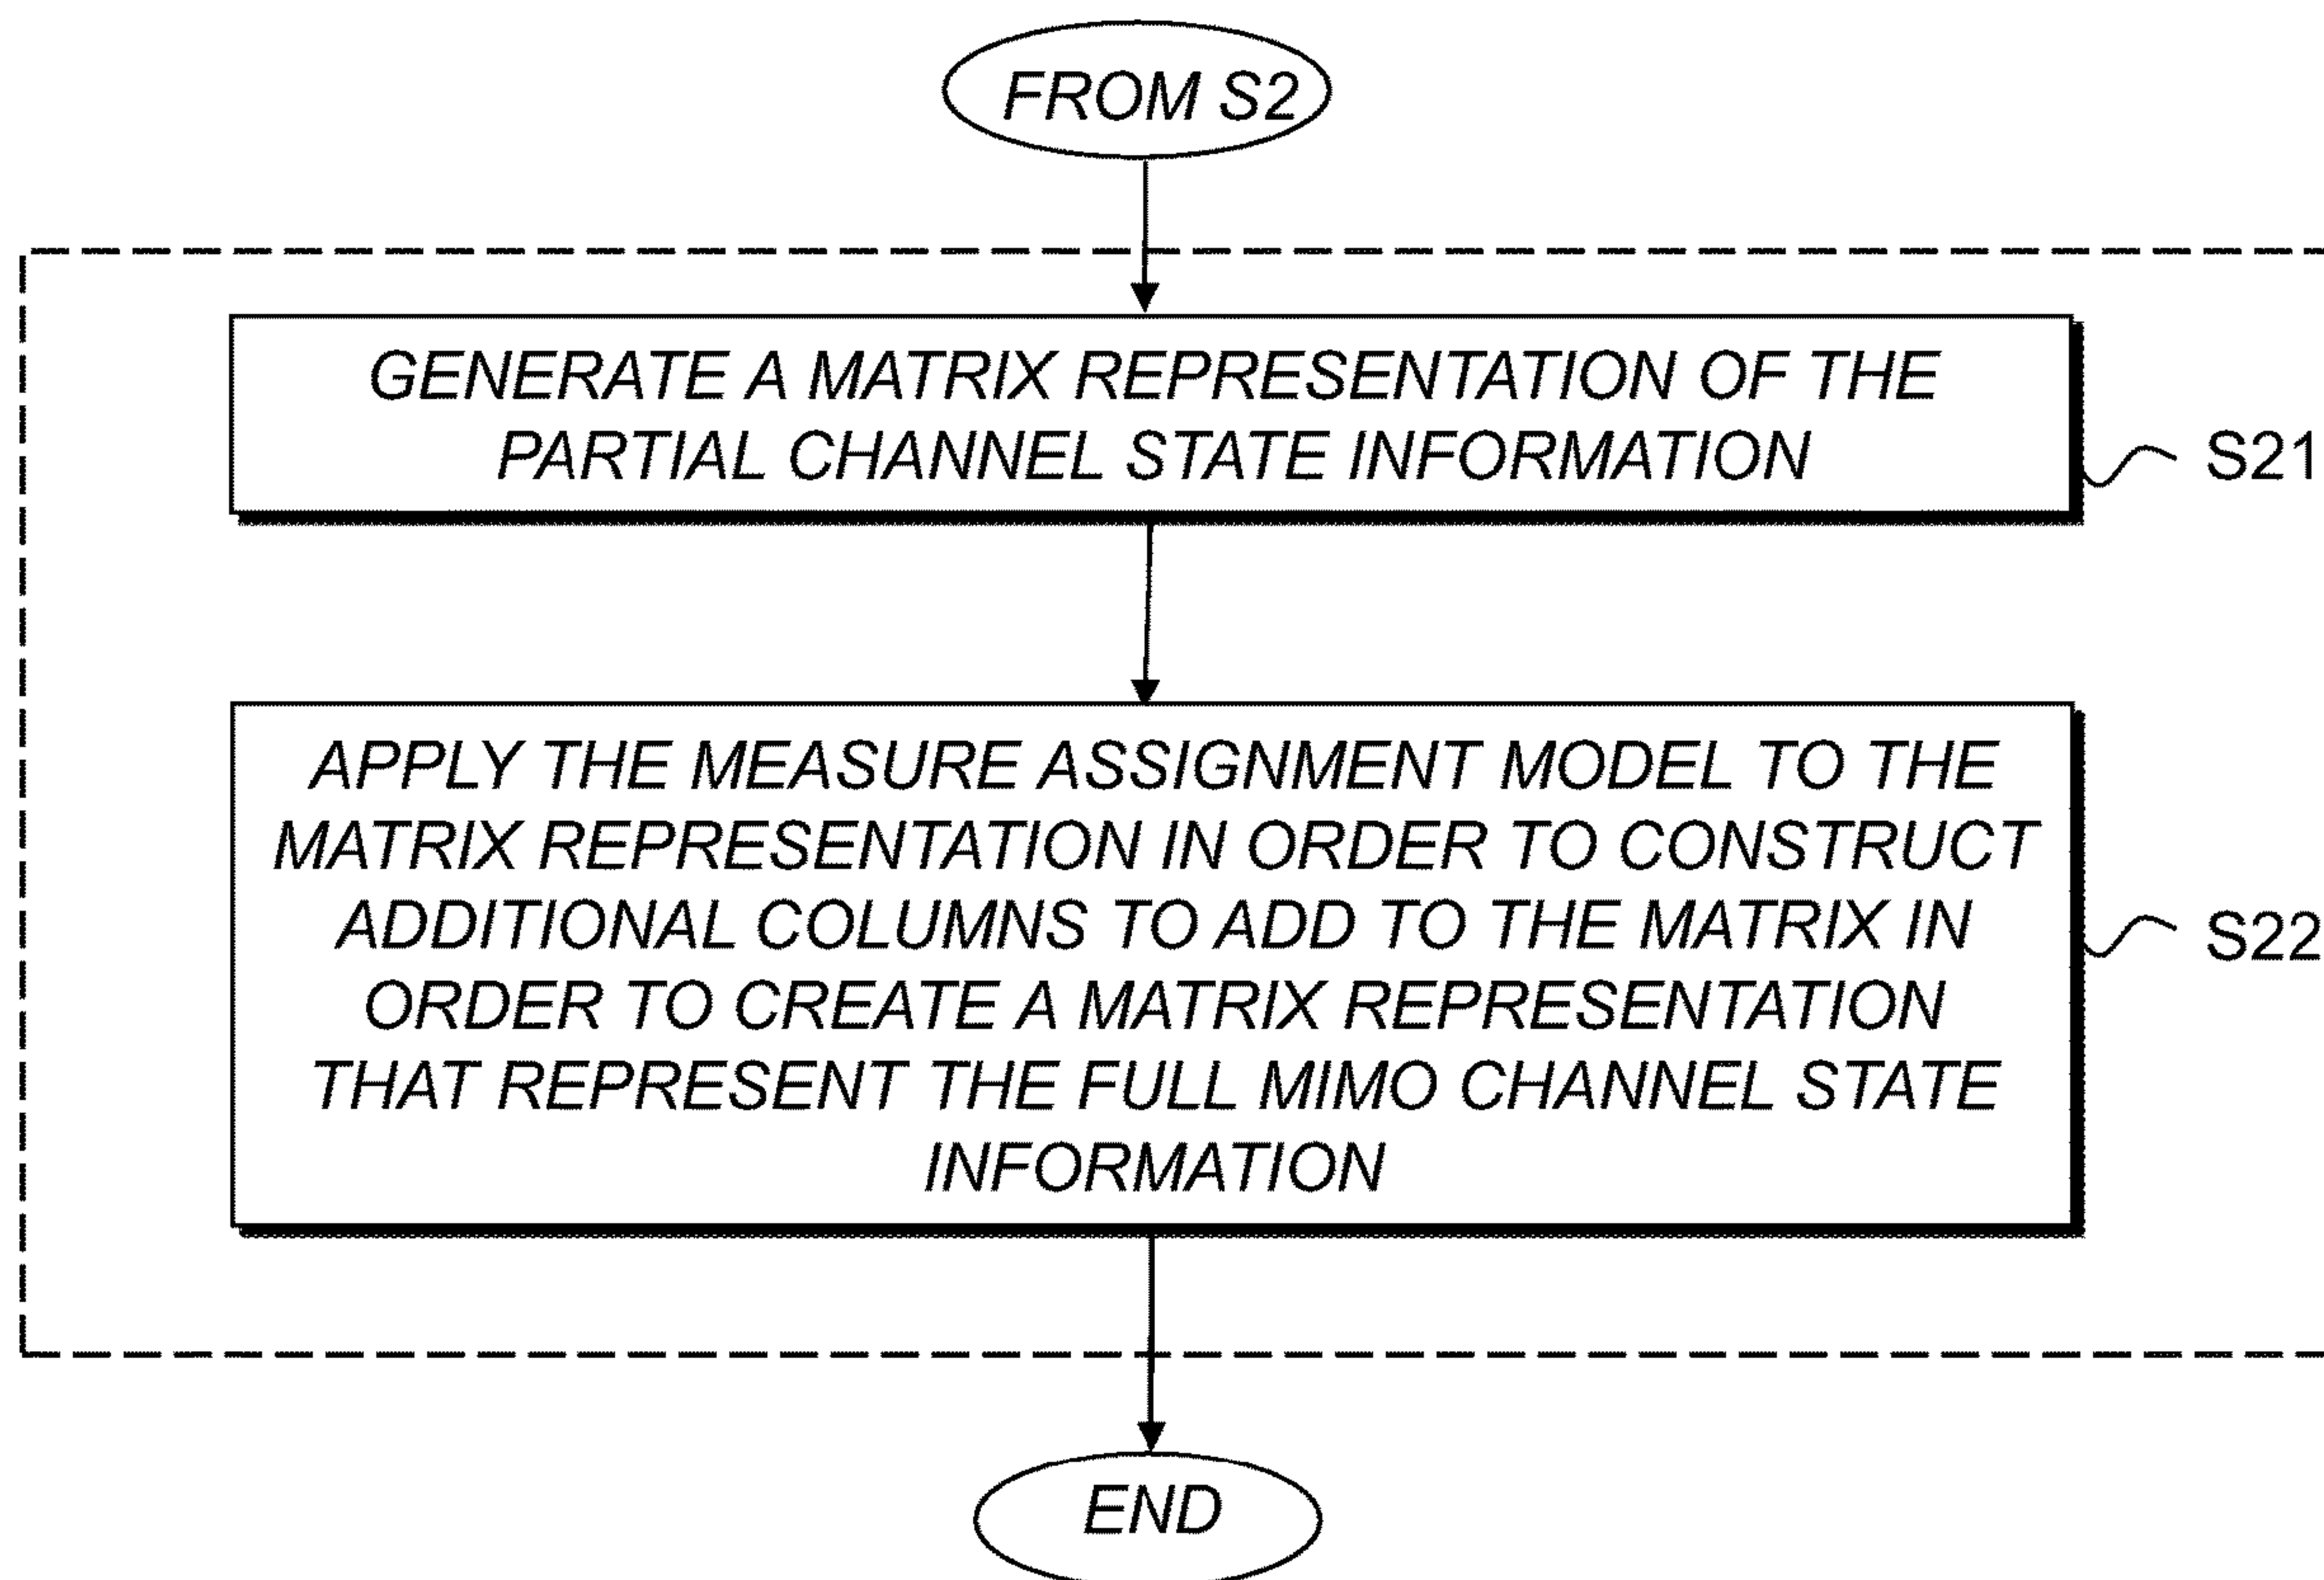 FROM S2
GENERATE A MATRIX REPRESENTATION OF THE
PARTIAL CHANNEL STATE INFORMATION
S21
APPLY THE MEASURE ASSIGNMENT MODEL TO THE
MATRIX REPRESENTATION IN ORDER TO CONSTRUCT
ADDITIONAL COLUMNS TO ADD TO THE MATRIX IN
ORDER TO CREATE A MATRIX REPRESENTATION
THAT REPRESENT THE FULL MIMO CHANNEL STATE
INFORMATION
S22
END